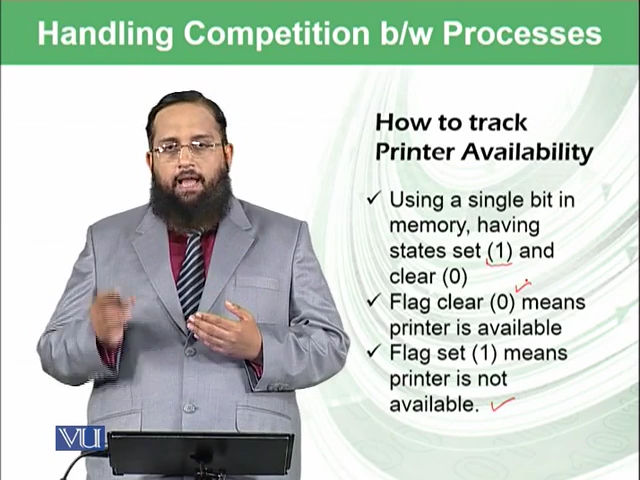 Handling Competition b/w Processes
How to track
Printer Availability
✓ Using a single bit in
memory, having
states set (1) and
clear (0)
✓ Flag clear (0) means
printer is available
✓ Flag set (1) means
printer is not
available.
VU